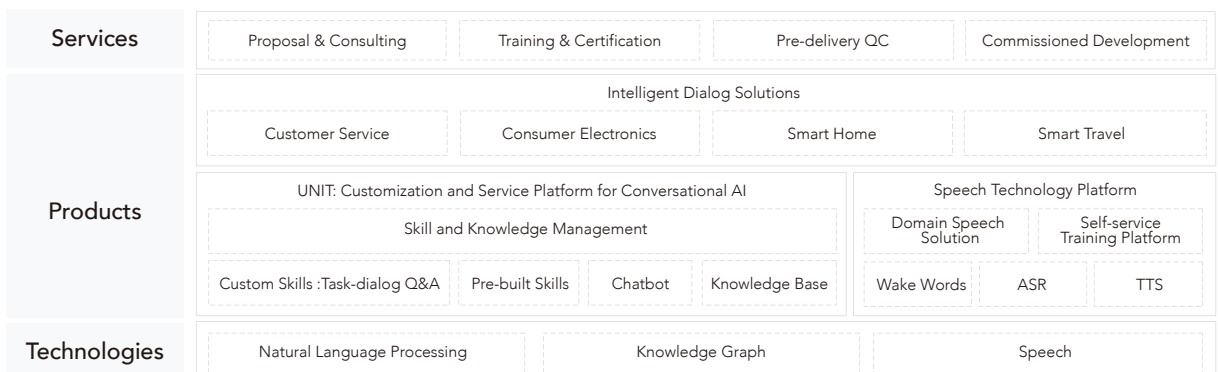 Services
Proposal & Consulting
Training & Certification
Pre-delivery QC
Commissioned Development
Products
Intelligent Dialog Solutions
Customer Service
Consumer Electronics
Smart Home
Smart Travel
UNIT: Customization and Service Platform for Conversational AI
Skill and Knowledge Management
Custom Skills :Task-dialog Q&A
Pre-built Skills
Chatbot
Knowledge Base
Speech Technology Platform
Domain Speech
Solution
Self-service
Training Platform
Wake Words
ASR
TTS
Technologies
Natural Language Processing
Knowledge Graph
Speech